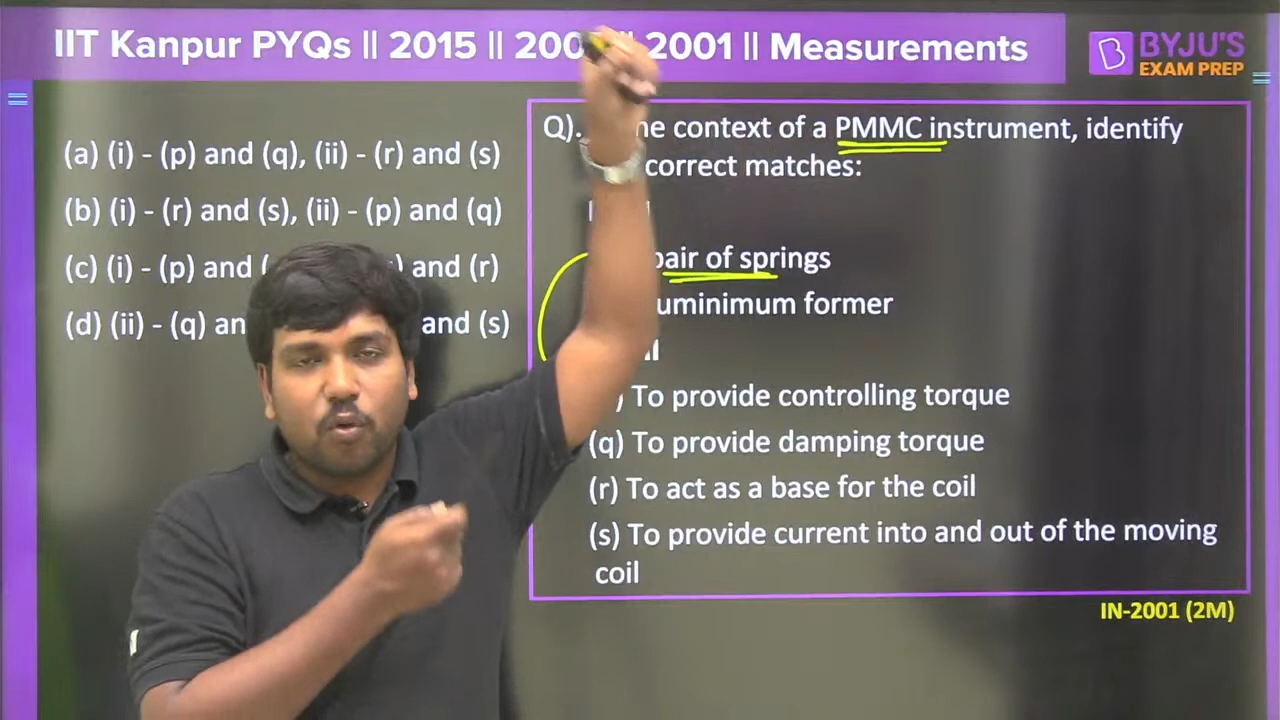 IIT Kanpur PYQs || 2015 || 200 || 2001 || Measurements
BYJU'S
EXAM PREP
(a) (i) - (p) and (q), (ii) - (r) and (s)
(b) (i) - (r) and (s), (ii) - (p) and (q)
(c) (i) - (p) and ( ) and (r)
(d) (ii) - (q) an and (s)
Q). context of a PMMC instrument, identify
correct matches:
pair of springs
uminimum former
) To provide controlling torque
(q) To provide damping torque
(r) To act as a base for the coil
(s) To provide current into and out of the moving
coil
IN-2001 (2M)